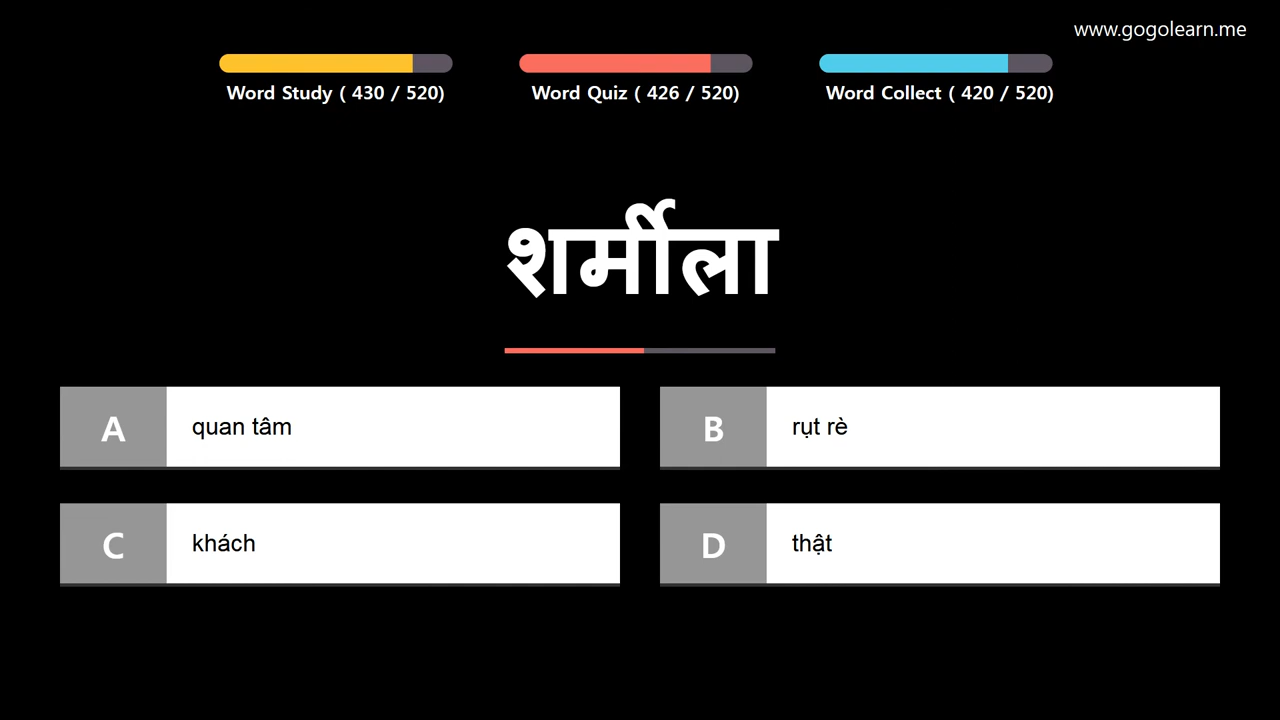 www.gogolearn.me
Word Study ( 430 / 520)
Word Quiz ( 426 / 520)
Word Collect ( 420 / 520)
शर्मीला
A quan tâm
B rụt rè
C khách
D thật